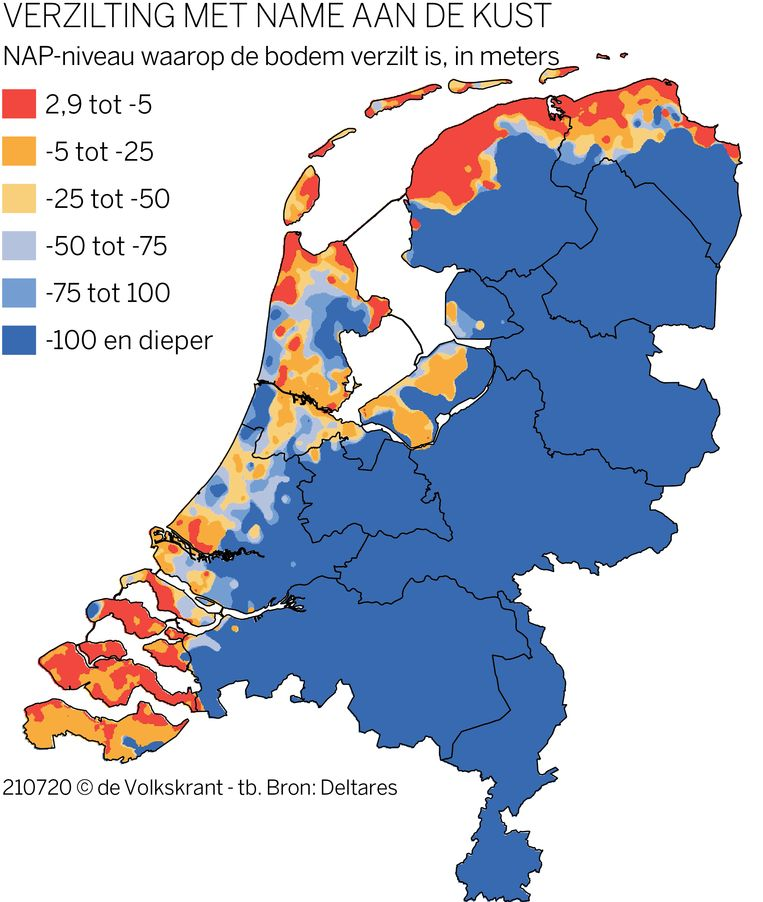 VERZILTING MET NAME AAN DE KUST
NAP-niveau waarop de bodem verzilt is, in meters
2,9 tot -5
-5 tot -25
-25 tot -50
-50 tot -75
-75 tot 100
-100 en dieper
210720 © de Volkskrant - tb. Bron: Deltares